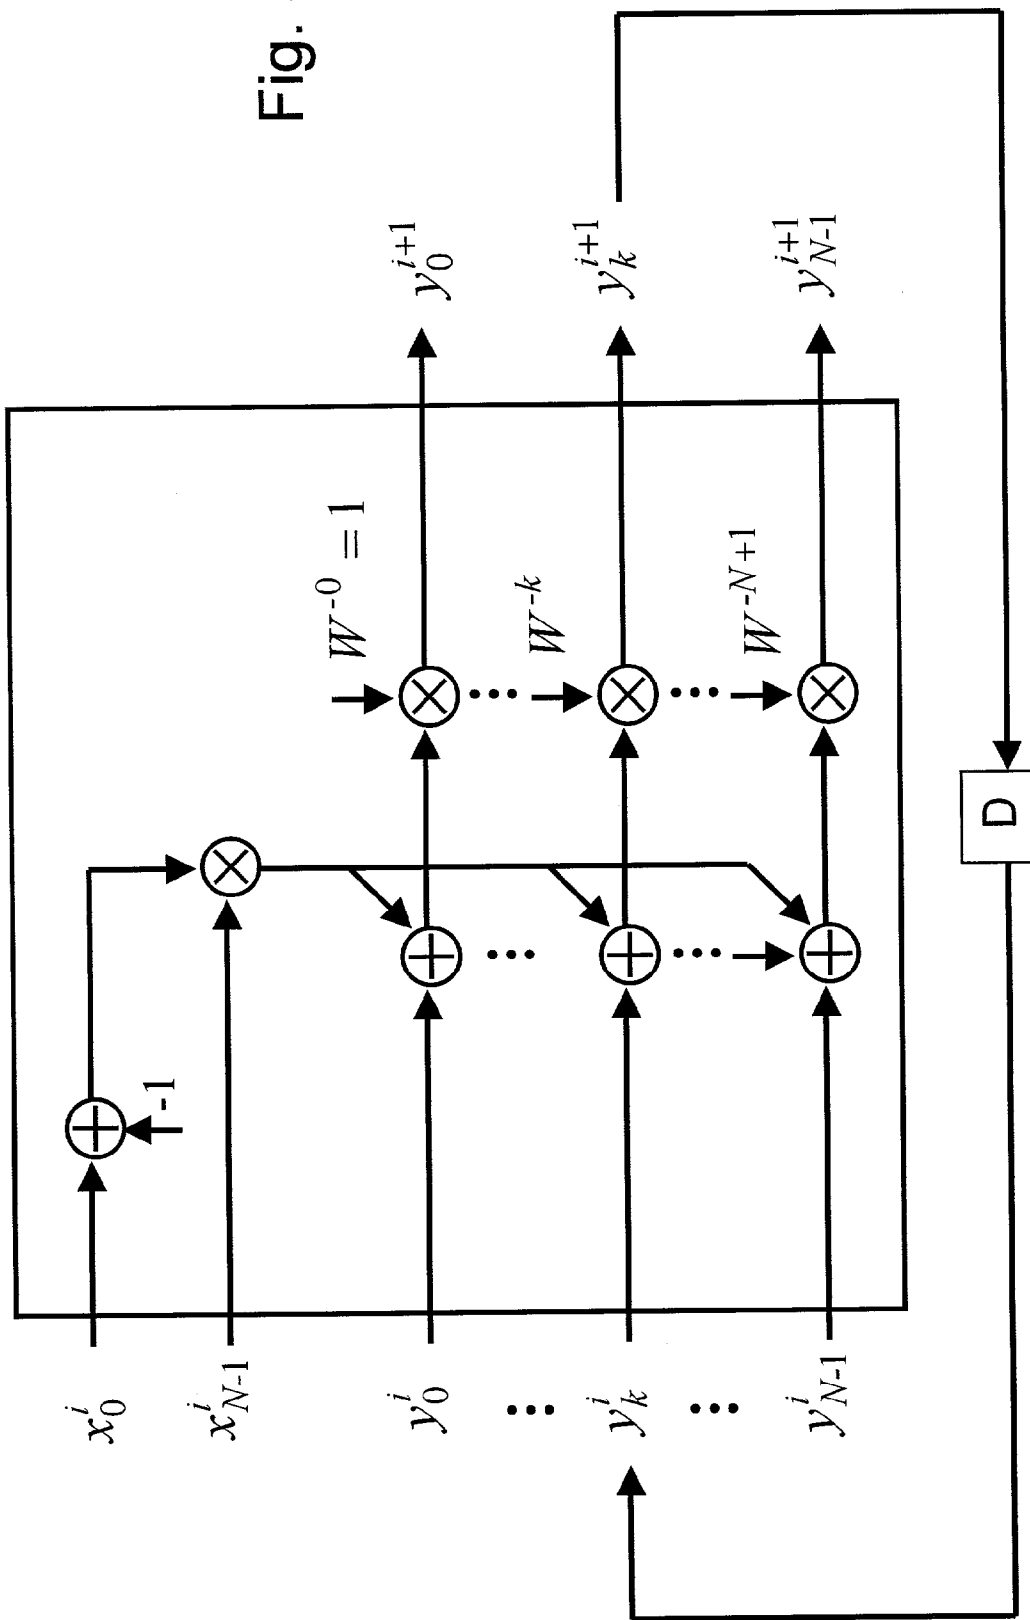 Fig.
x_0^i
-1
x_{N-1}^i
W^{-0} = 1
y_0^i
y_0^{i+1}
...
...
...
W^{-k}
y_k^i
y_k^{i+1}
...
...
...
W^{-N+1}
y_{N-1}^i
y_{N-1}^{i+1}
D